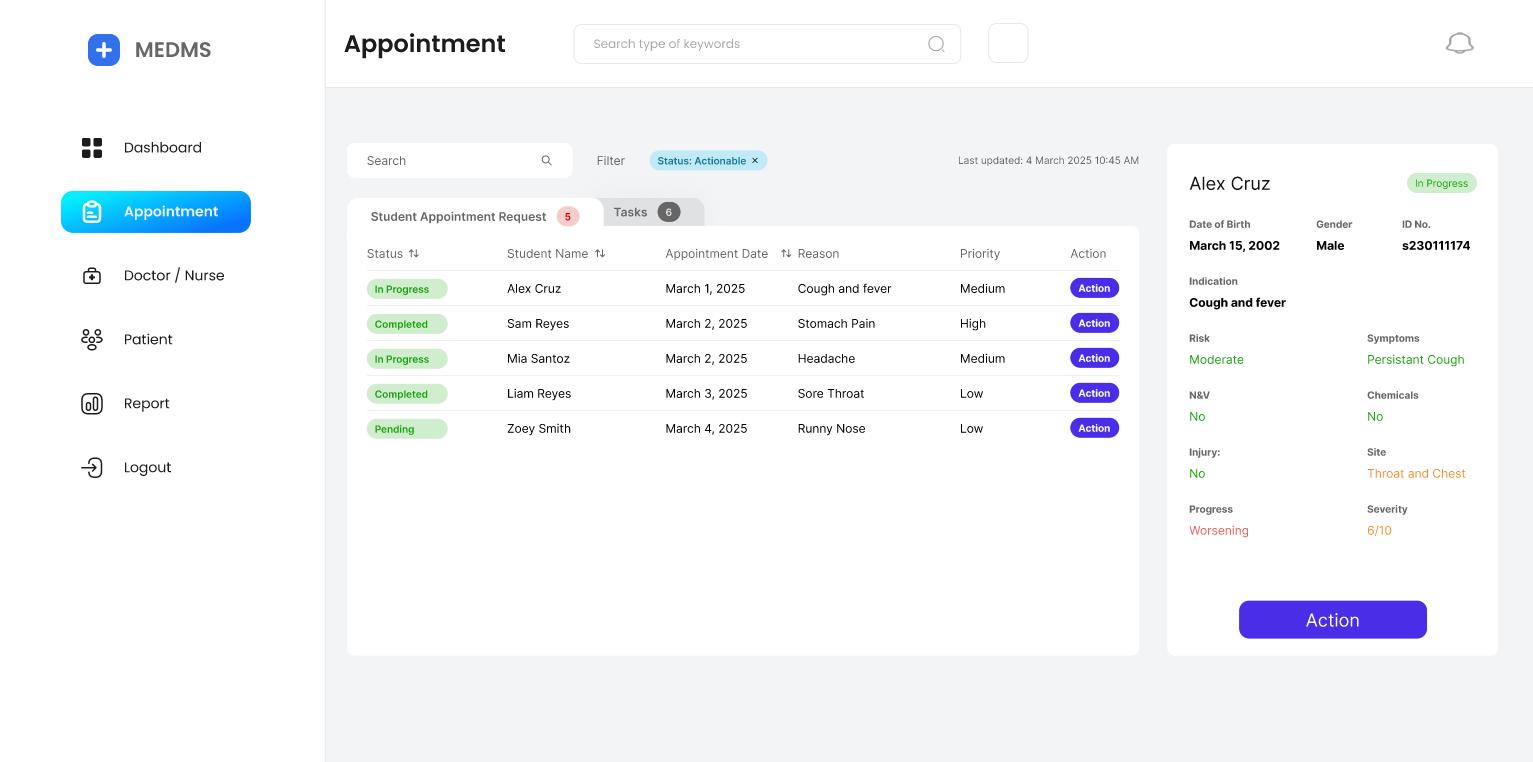 MEDMS
Dashboard
Appointment
Doctor / Nurse
Patient
Report
Logout
Appointment
Search type of keywords
Search
Filter
Status: Actionable ×
Last updated: 4 March 2025 10:45 AM
Student Appointment Request 5
Tasks 6
Status Student Name Appointment Date Reason Priority Action
In Progress Alex Cruz March 1, 2025 Cough and fever Medium Action
Completed Sam Reyes March 2, 2025 Stomach Pain High Action
In Progress Mia Santoz March 2, 2025 Headache Medium Action
Completed Liam Reyes March 3, 2025 Sore Throat Low Action
Pending Zoey Smith March 4, 2025 Runny Nose Low Action
Alex Cruz In Progress
Date of Birth Gender ID No.
March 15, 2002 Male s230111174
Indication
Cough and fever
Risk Symptoms
Moderate Persistant Cough
N&V Chemicals
No No
Injury: Site
No Throat and Chest
Progress Severity
Worsening 6/10
Action